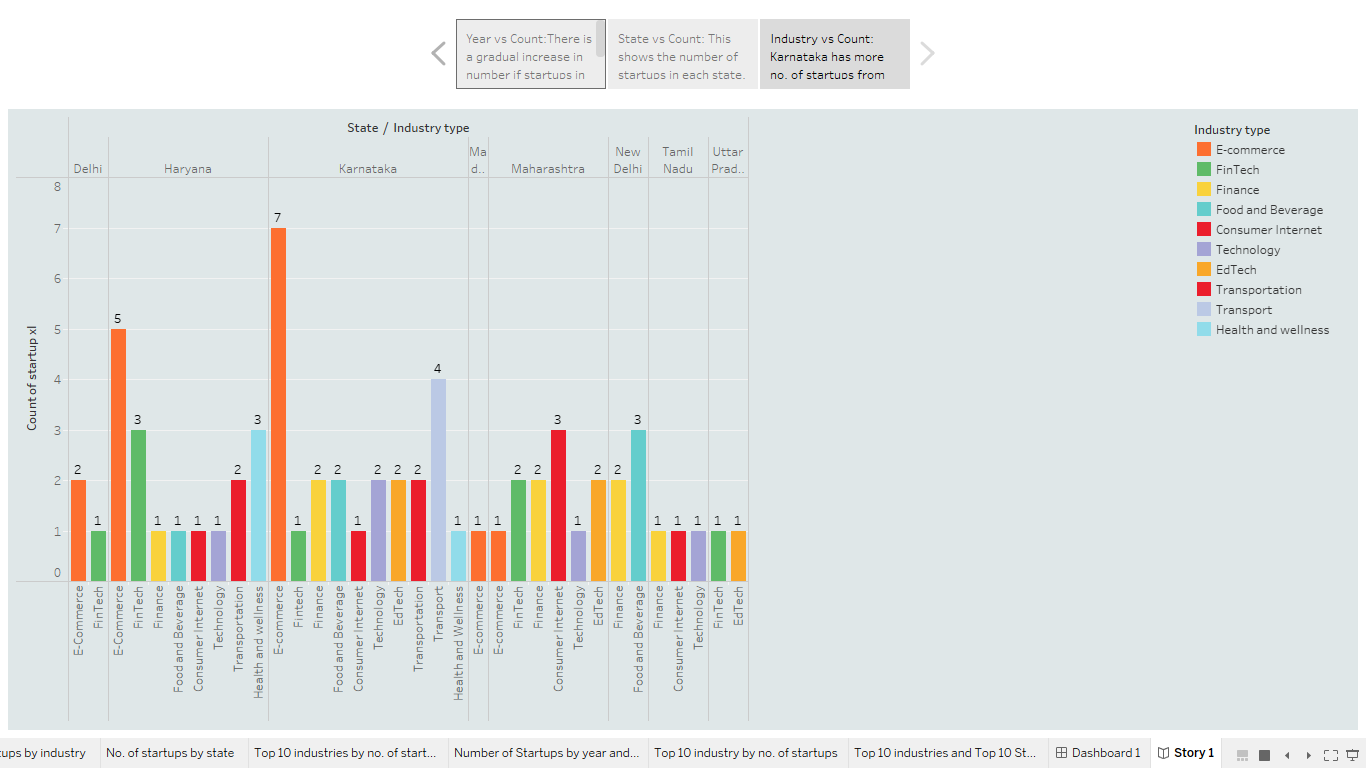 Year vs Count:There is
a gradual increase in
number if startups in
State vs Count: This
shows the number of
startups in each state.
Industry vs Count:
Karnataka has more
no. of startups from
State / Industry type
Delhi
Haryana
Karnataka
Ma
d..
Maharashtra
New
Delhi
Tamil
Nadu
Uttar
Prad..
Industry type
E-commerce
FinTech
Finance
Food and Beverage
Consumer Internet
Technology
EdTech
Transportation
Transport
Health and wellness
Count of startup xl
8
7
6
5
4
3
2
1
0
2
1
5
3
1
1
1
1
2
3
7
1
2
2
1
2
2
2
4
1
1
1
2
2
3
1
2
2
3
1
1
1
1
1
E-Commerce
FinTech
E-Commerce
FinTech
Finance
Food and Beverage
Consumer Internet
Technology
Transportation
Health and wellness
E-commerce
Fintech
Finance
Food and Beverage
Consumer Internet
Technology
EdTech
Transportation
Transport
Health and Wellness
E-commerce
E-commerce
FinTech
Finance
Consumer Internet
Technology
EdTech
Finance
Food and Beverage
Finance
Consumer Internet
Technology
FinTech
EdTech
tups by industry
No. of startups by state
Top 10 industries by no. of start...
Number of Startups by year and...
Top 10 industry by no. of startups
Top 10 industries and Top 10 St...
Dashboard 1
Story 1